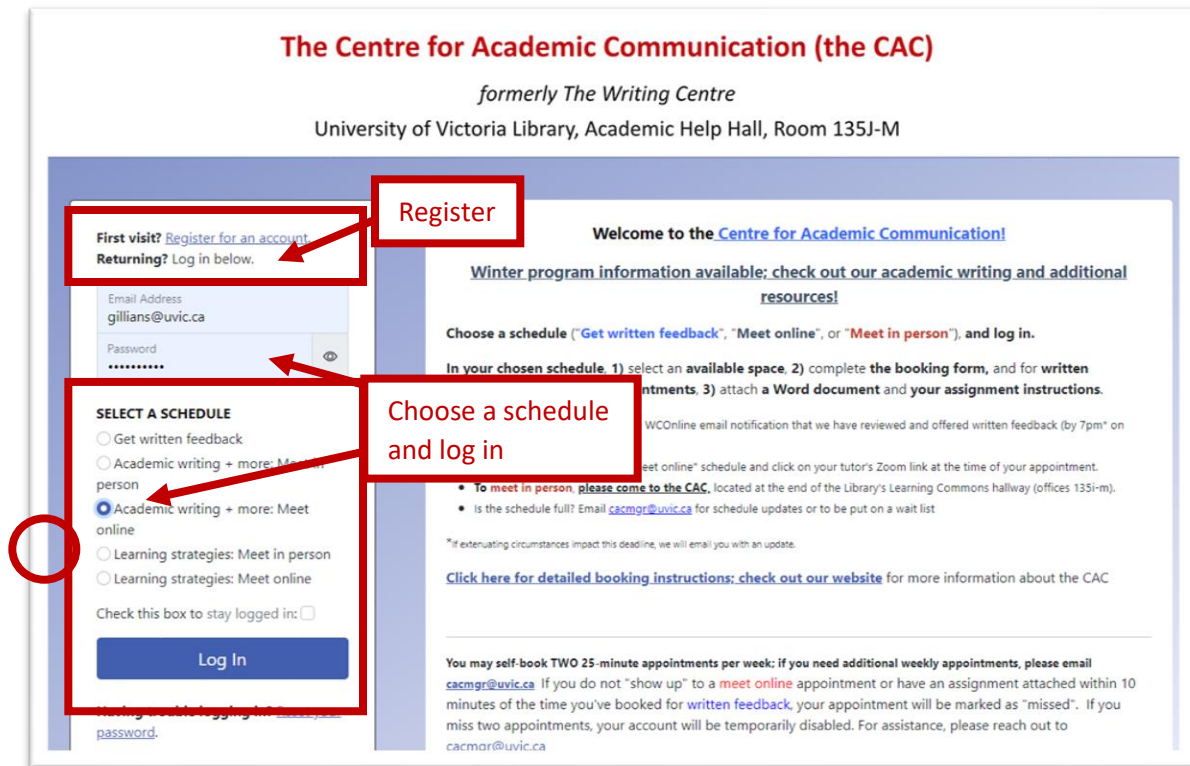 The Centre for Academic Communication (the CAC)
formerly The Writing Centre
University of Victoria Library, Academic Help Hall, Room 135J-M
Register
First visit? Register for an account.
Returning? Log in below.
Email Address
gillians@uvic.ca
Password
••••••••••
Choose a schedule
and log in
SELECT A SCHEDULE
Get written feedback
Academic writing + more: Meet in
person
Academic writing + more: Meet
online
Learning strategies: Meet in person
Learning strategies: Meet online
Check this box to stay logged in:
Log In
Having trouble logging in? Reset your
password.
Welcome to the Centre for Academic Communication!
Winter program information available; check out our academic writing and additional
resources!
Choose a schedule ("Get written feedback", "Meet online", or "Meet in person"), and log in.
In your chosen schedule, 1) select an available space, 2) complete the booking form, and for written
3) attach a Word document and your assignment instructions.
WCOnline email notification that we have reviewed and offered written feedback (by 7pm* on
online" schedule and click on your tutor's Zoom link at the time of your appointment.
• To meet in person, please come to the CAC, located at the end of the Library's Learning Commons hallway (offices 135i-m).
• Is the schedule full? Email cacmgr@uvic.ca for schedule updates or to be put on a wait list
*If extenuating circumstances impact this deadline, we will email you with an update.
Click here for detailed booking instructions; check out our website for more information about the CAC
You may self-book TWO 25-minute appointments per week; if you need additional weekly appointments, please email
cacmgr@uvic.ca If you do not "show up" to a meet online appointment or have an assignment attached within 10
minutes of the time you've booked for written feedback, your appointment will be marked as "missed". If you
miss two appointments, your account will be temporarily disabled. For assistance, please reach out to
cacmgr@uvic.ca